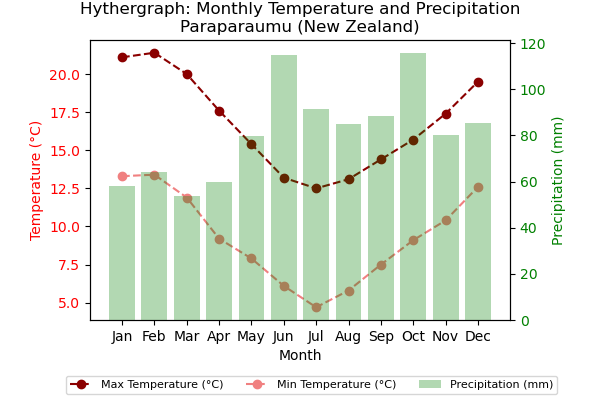 Hythergraph: Monthly Temperature and Precipitation
Paraparaumu (New Zealand)
Temperature (°C)
20.0
17.5
15.0
12.5
10.0
7.5
5.0
120
100
80
60
40
20
0
Precipitation (mm)
Jan Feb Mar Apr May Jun Jul Aug Sep Oct Nov Dec
Month
Max Temperature (°C) Min Temperature (°C) Precipitation (mm)